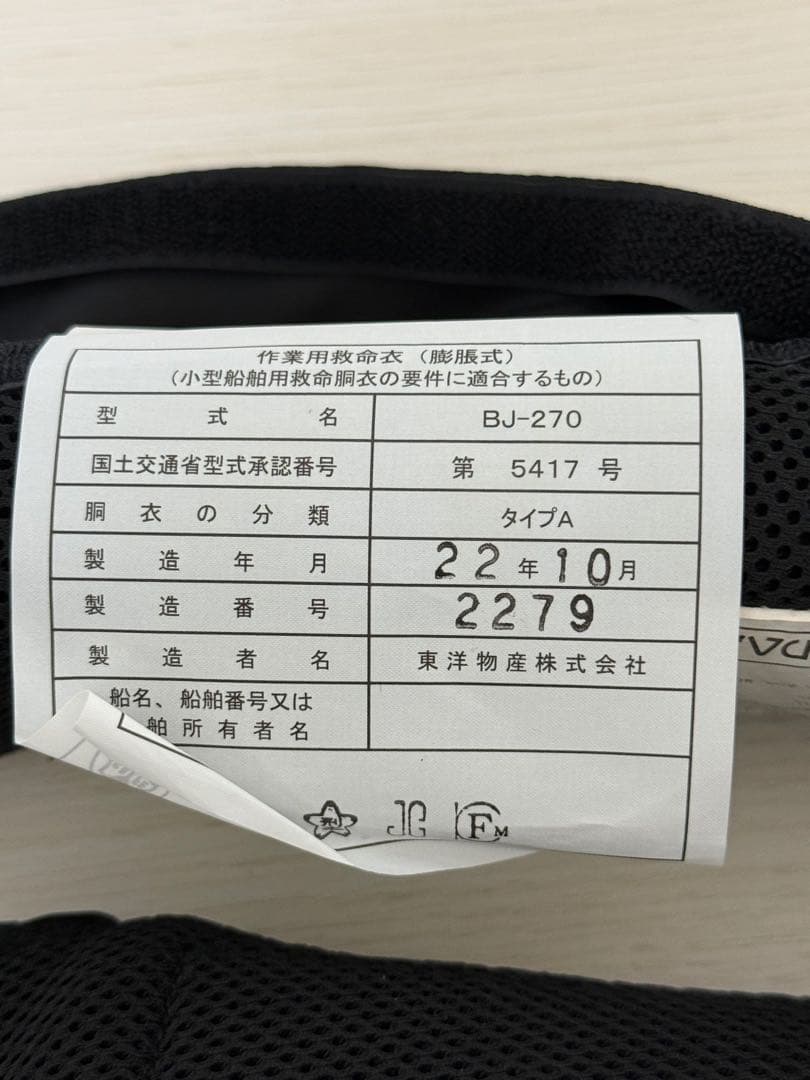 作業用救命衣（膨脹式）
（小型船舶用救命胴衣の要件に適合するもの）
型式名 BJ-270
国土交通省型式承認番号 第 5417 号
胴衣の分類 タイプA
製造年月 22年10月
製造番号 2279
製造者名 東洋物産株式会社
船名、船舶番号又は
舶所有者名
型 JG FM